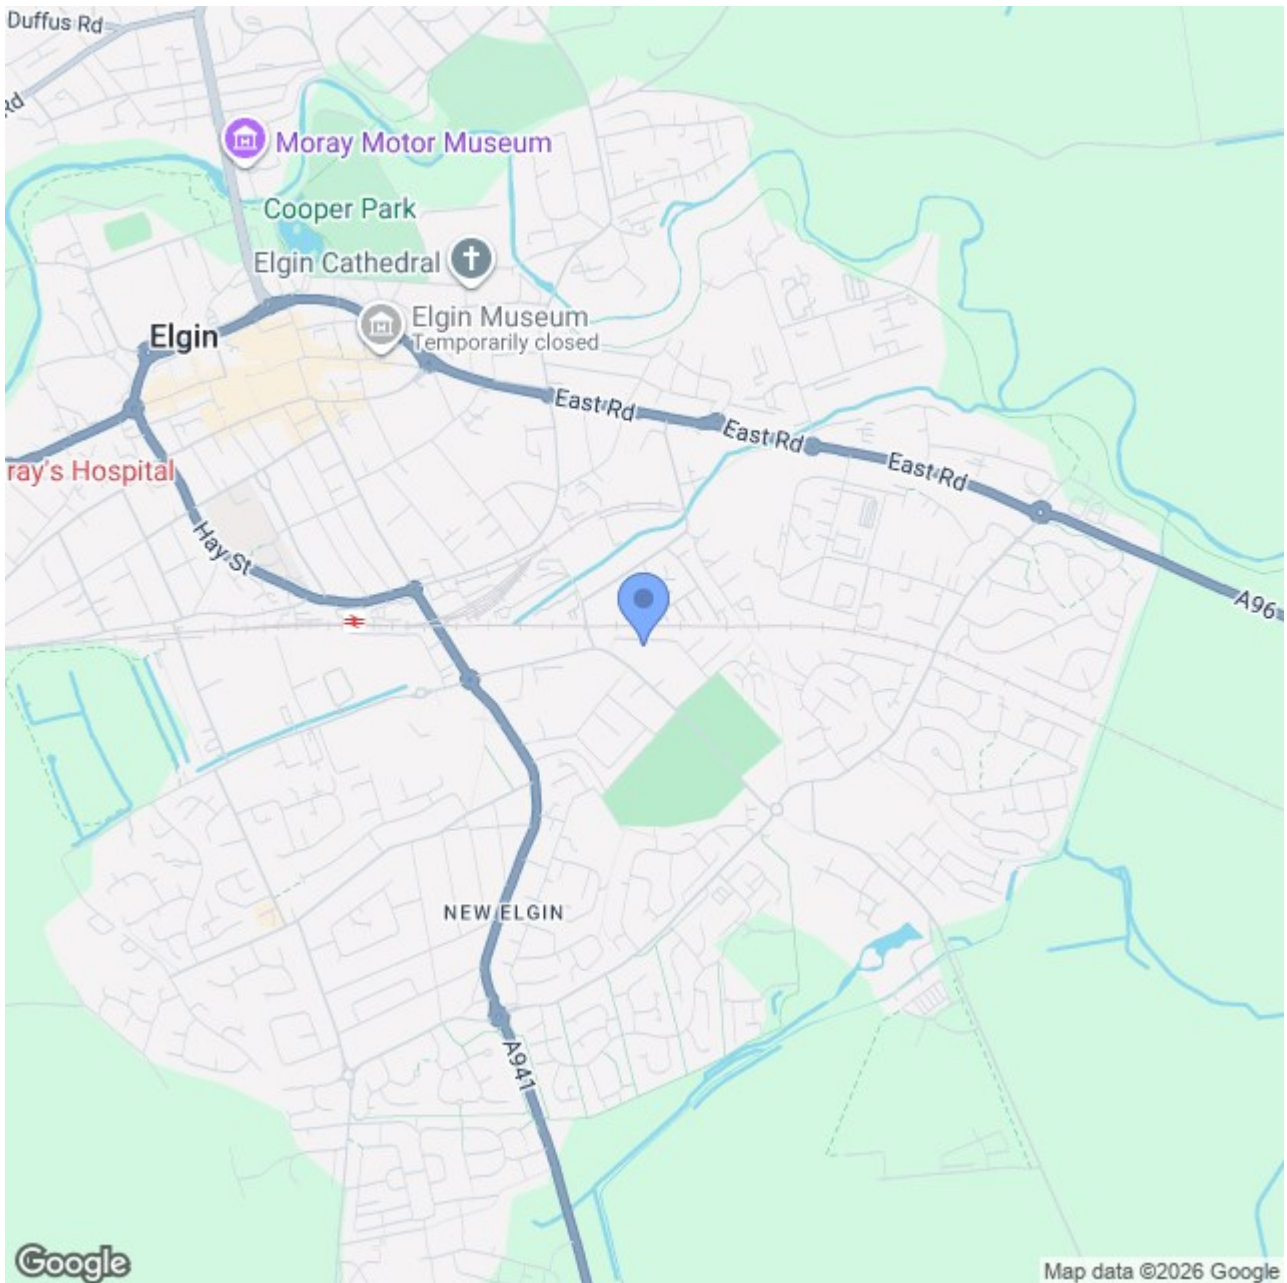 Duffus Rd
Rd
Moray Motor Museum
Cooper Park
Elgin Cathedral
Elgin Museum
Temporarily closed
Elgin
East Rd
East Rd
East Rd
ray's Hospital
Hay St
A96
NEW ELGIN
A941
Google
Map data ©2026 Google